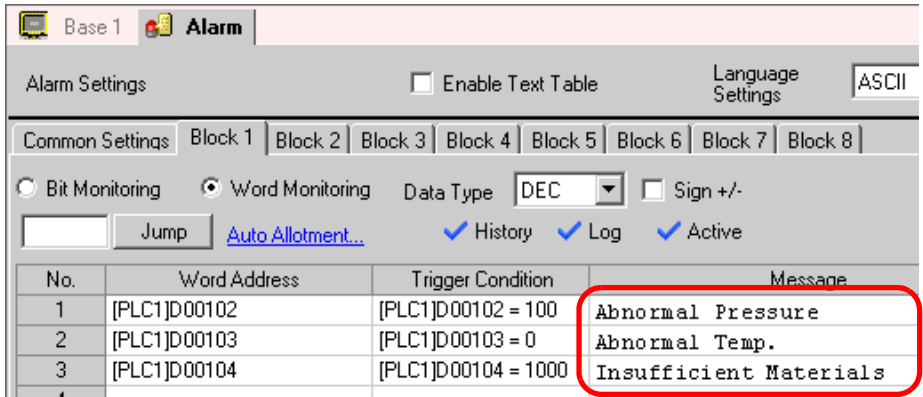 Base 1 Alarm
Alarm Settings Enable Text Table Language Settings ASCII
Common Settings Block 1 Block 2 Block 3 Block 4 Block 5 Block 6 Block 7 Block 8
Bit Monitoring Word Monitoring Data Type DEC Sign +/-
Jump Auto Allotment... History Log Active
No. Word Address Trigger Condition Message
1 [PLC1]D00102 [PLC1]D00102 = 100 Abnormal Pressure
2 [PLC1]D00103 [PLC1]D00103 = 0 Abnormal Temp.
3 [PLC1]D00104 [PLC1]D00104 = 1000 Insufficient Materials